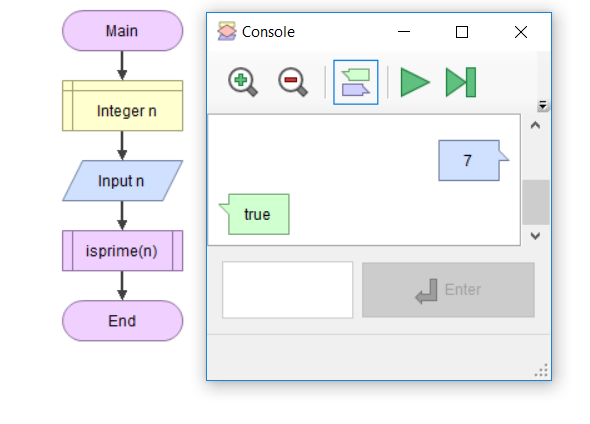 Main
Integer n
Input n
isprime(n)
End
Console
7
true
Enter